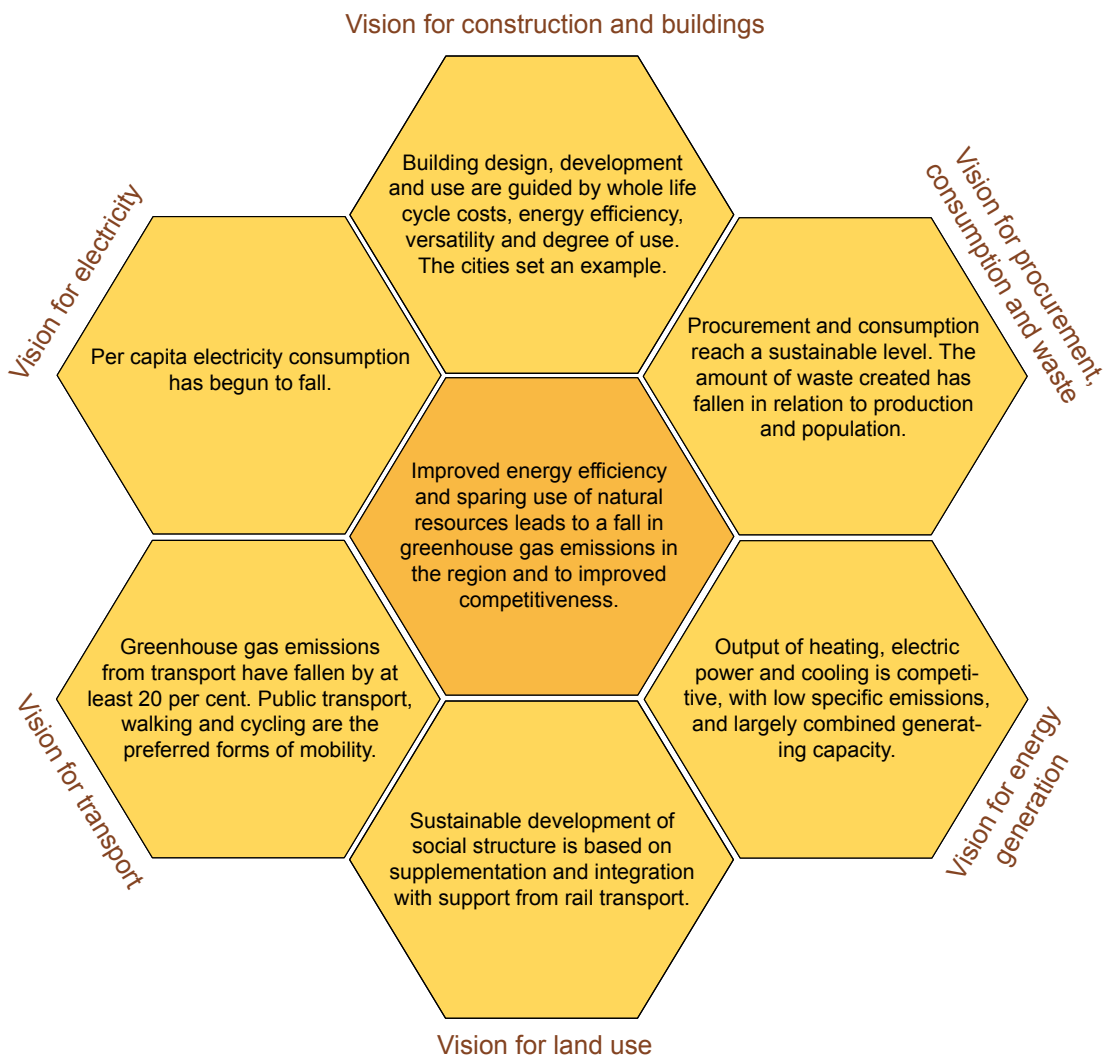 Vision for construction and buildings
Building design, development
and use are guided by whole life
cycle costs, energy efficiency,
versatility and degree of use.
The cities set an example.
Vision for procurement,
consumption and waste
Procurement and consumption
reach a sustainable level. The
amount of waste created has
fallen in relation to production
and population.
Vision for electricity
Per capita electricity consumption
has begun to fall.
Improved energy efficiency
and sparing use of natural
resources leads to a fall in
greenhouse gas emissions in
the region and to improved
competitiveness.
Greenhouse gas emissions
from transport have fallen by at
least 20 per cent. Public transport,
walking and cycling are the
preferred forms of mobility.
Vision for transport
Output of heating, electric
power and cooling is competi-
tive, with low specific emissions,
and largely combined generat-
ing capacity.
Vision for energy
generation
Sustainable development of
social structure is based on
supplementation and integration
with support from rail transport.
Vision for land use